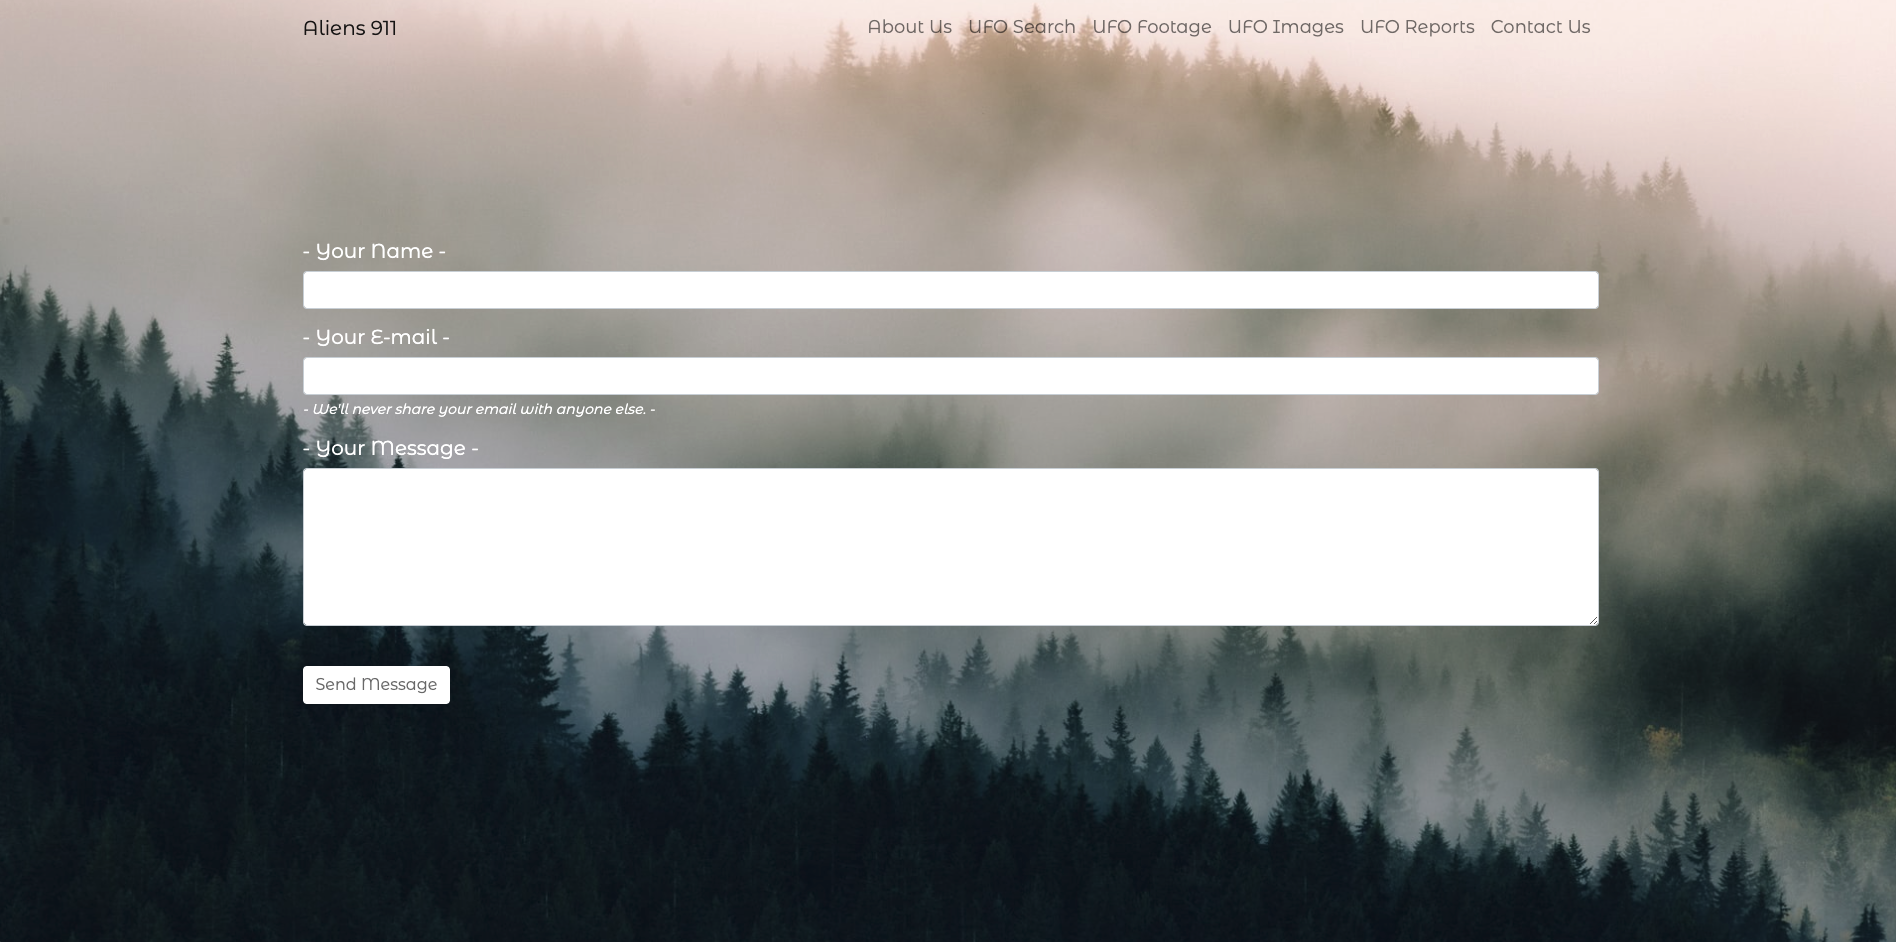 Aliens 911
About Us UFO Search UFO Footage UFO Images UFO Reports Contact Us
- Your Name -
- Your E-mail -
- We'll never share your email with anyone else. -
- Your Message -
Send Message